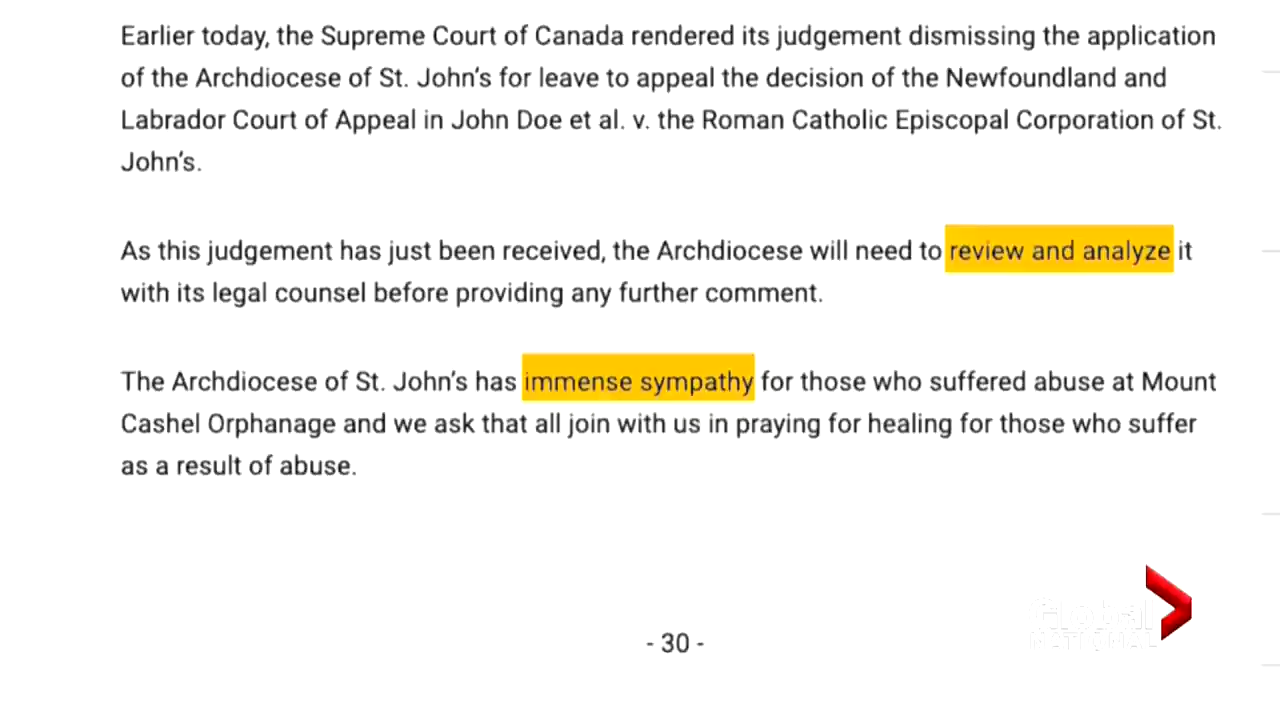 Earlier today, the Supreme Court of Canada rendered its judgement dismissing the application
of the Archdiocese of St. John's for leave to appeal the decision of the Newfoundland and
Labrador Court of Appeal in John Doe et al. v. the Roman Catholic Episcopal Corporation of St.
John's.
As this judgement has just been received, the Archdiocese will need to review and analyze it
with its legal counsel before providing any further comment.
The Archdiocese of St. John's has immense sympathy for those who suffered abuse at Mount
Cashel Orphanage and we ask that all join with us in praying for healing for those who suffer
as a result of abuse.
Global
NATIONAL
- 30 -